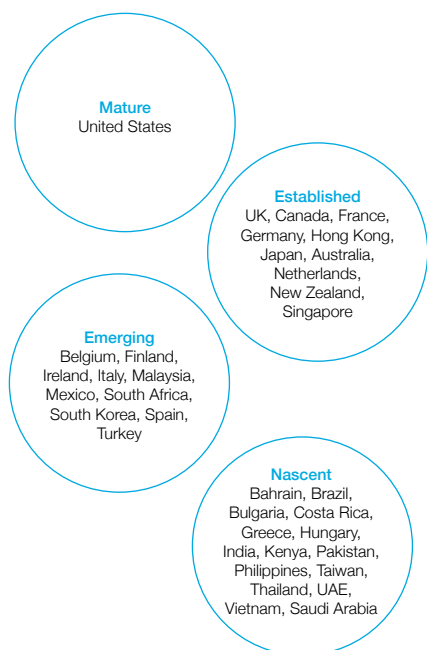 Mature
United States
Established
UK, Canada, France,
Germany, Hong Kong,
Japan, Australia,
Netherlands,
New Zealand,
Singapore
Emerging
Belgium, Finland,
Ireland, Italy, Malaysia,
Mexico, South Africa,
South Korea, Spain,
Turkey
Nascent
Bahrain, Brazil,
Bulgaria, Costa Rica,
Greece, Hungary,
India, Kenya, Pakistan,
Philippines, Taiwan,
Thailand, UAE,
Vietnam, Saudi Arabia